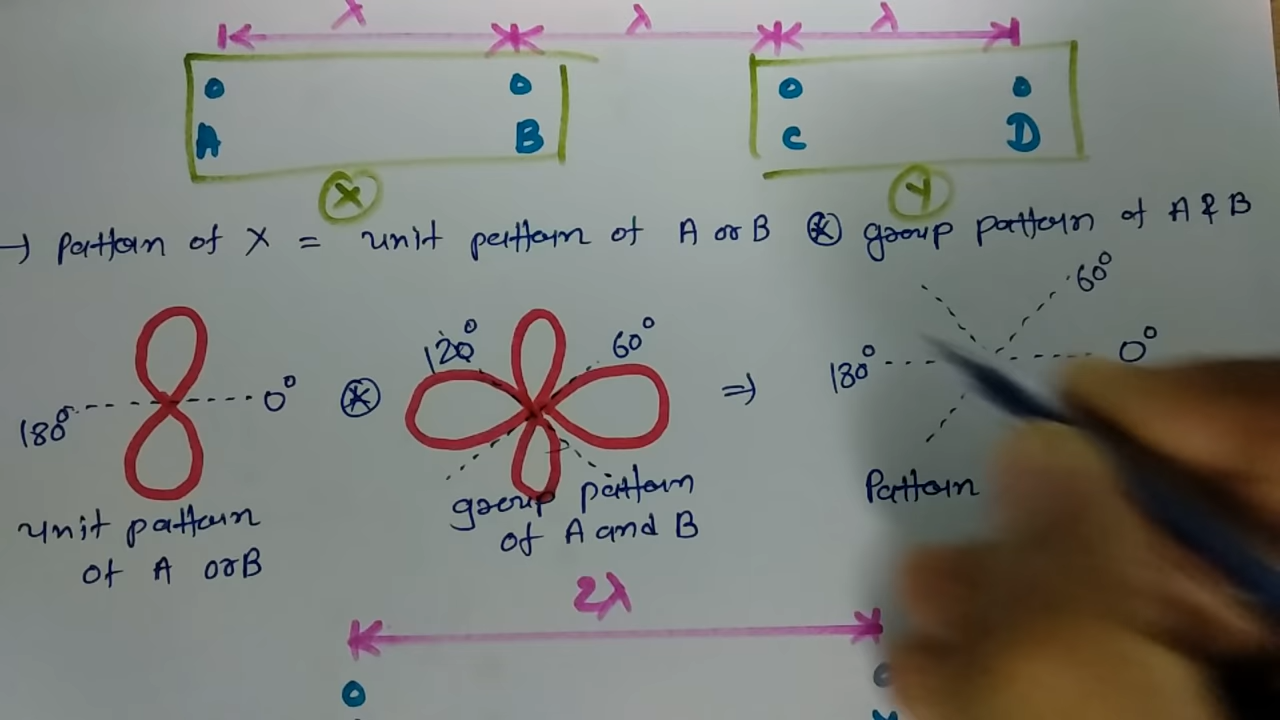 λ λ λ
A B C D
X Y
→ Pattern of X = unit pattern of A or B ⊛ group pattern of A & B
180° 0° ⊛ 120° 60° ⇒ 180° 60° 0°
unit pattern
of A or B
group pattern
of A and B
Pattern
2λ